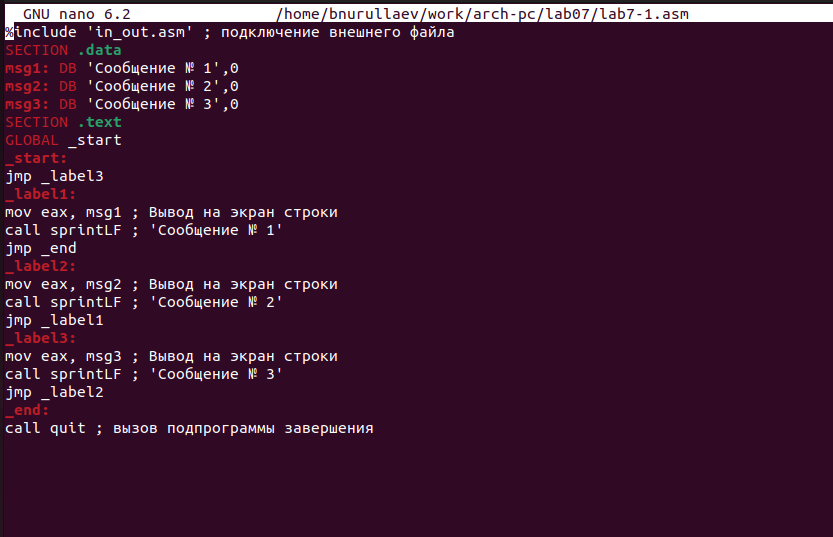 GNU nano 6.2 /home/bnurullaev/work/arch-pc/lab07/lab7-1.asm
%include 'in_out.asm' ; подключение внешнего файла
SECTION .data
msg1: DB 'Сообщение № 1',0
msg2: DB 'Сообщение № 2',0
msg3: DB 'Сообщение № 3',0
SECTION .text
GLOBAL _start
_start:
jmp _label3
_label1:
mov eax, msg1 ; Вывод на экран строки
call sprintLF ; 'Сообщение № 1'
jmp _end
_label2:
mov eax, msg2 ; Вывод на экран строки
call sprintLF ; 'Сообщение № 2'
jmp _label1
_label3:
mov eax, msg3 ; Вывод на экран строки
call sprintLF ; 'Сообщение № 3'
jmp _label2
_end:
call quit ; вызов подпрограммы завершения